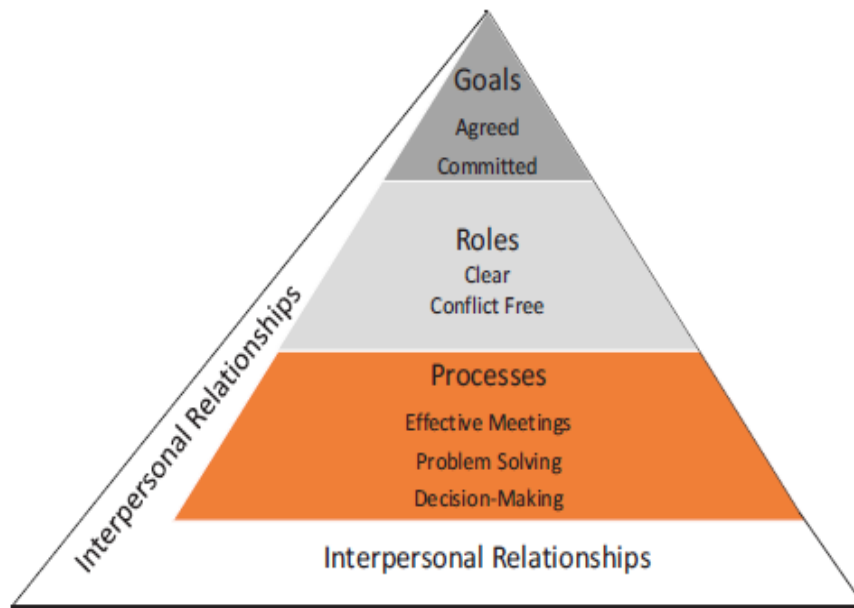 Goals
Agreed
Committed
Roles
Clear
Conflict Free
Processes
Effective Meetings
Problem Solving
Decision-Making
Interpersonal Relationships
Interpersonal Relationships